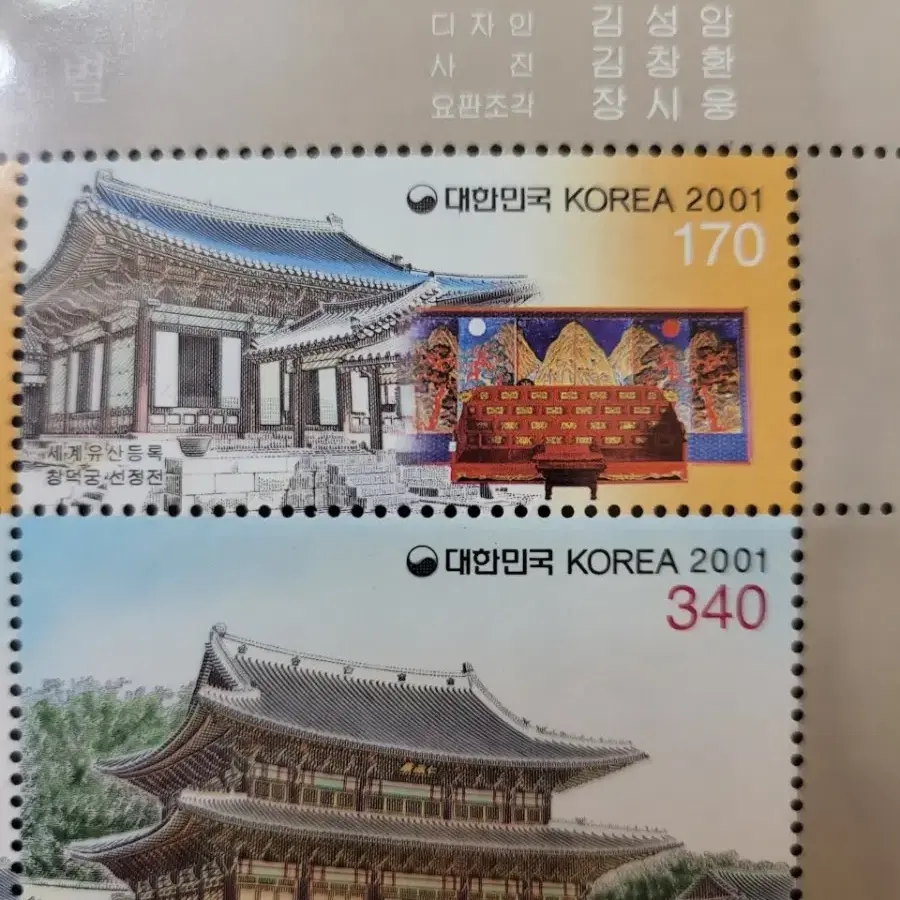 디자인 김성암
사진 김창환
요판조각 장시웅
별
대한민국 KOREA 2001
170
세계유산등록
창덕궁 선정전
대한민국 KOREA 2001
340